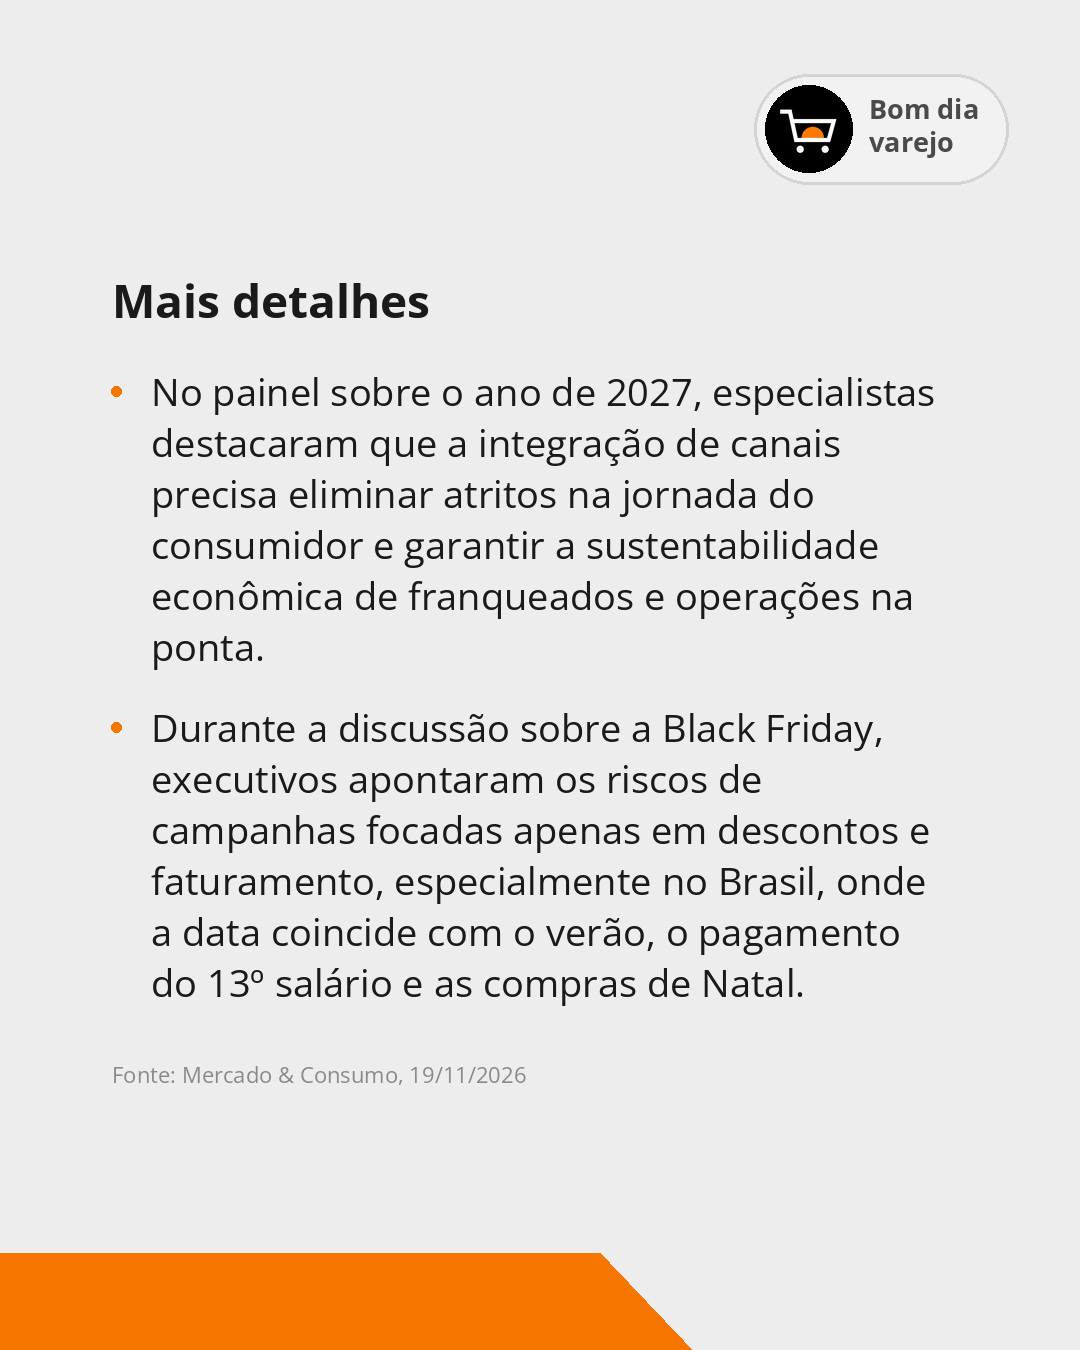 Bom dia
varejo
Mais detalhes
• No painel sobre o ano de 2027, especialistas
destacaram que a integração de canais
precisa eliminar atritos na jornada do
consumidor e garantir a sustentabilidade
econômica de franqueados e operações na
ponta.
• Durante a discussão sobre a Black Friday,
executivos apontaram os riscos de
campanhas focadas apenas em descontos e
faturamento, especialmente no Brasil, onde
a data coincide com o verão, o pagamento
do 13º salário e as compras de Natal.
Fonte: Mercado & Consumo, 19/11/2026